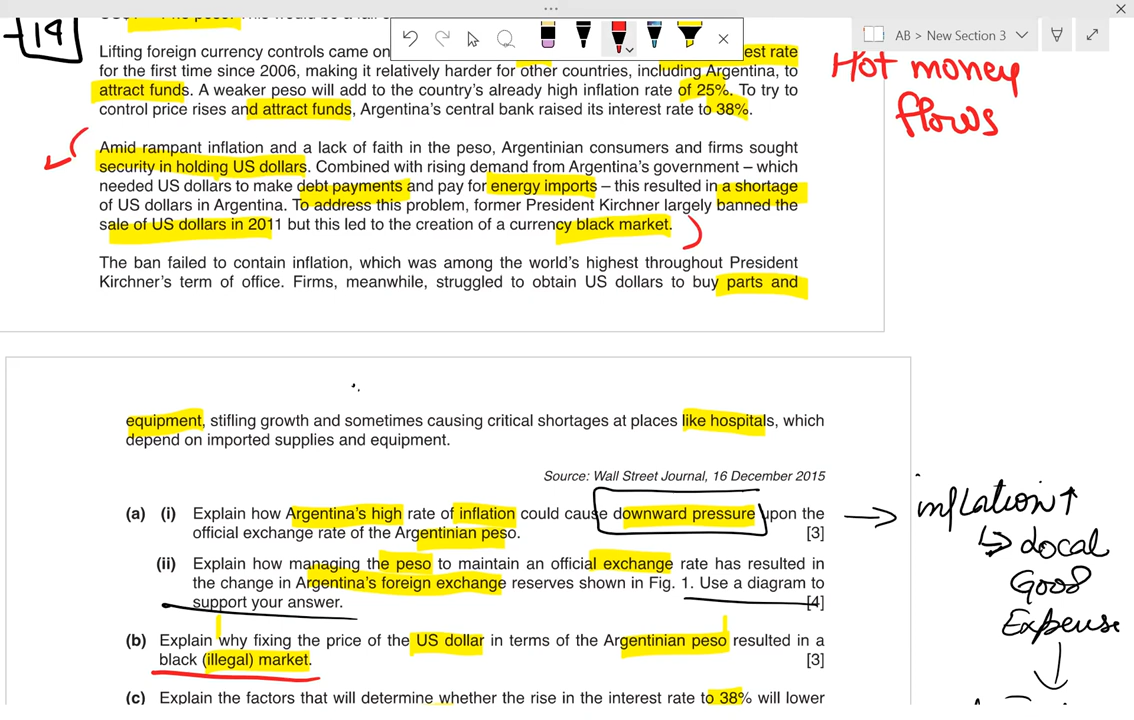 14
AB > New Section 3
Lifting foreign currency controls came on
est rate
for the first time since 2006, making it relatively harder for other countries, including Argentina, to
attract funds. A weaker peso will add to the country's already high inflation rate of 25%. To try to
control price rises and attract funds, Argentina's central bank raised its interest rate to 38%.
Hot money
flows
Amid rampant inflation and a lack of faith in the peso, Argentinian consumers and firms sought
security in holding US dollars. Combined with rising demand from Argentina's government – which
needed US dollars to make debt payments and pay for energy imports – this resulted in a shortage
of US dollars in Argentina. To address this problem, former President Kirchner largely banned the
sale of US dollars in 2011 but this led to the creation of a currency black market.
The ban failed to contain inflation, which was among the world's highest throughout President
Kirchner's term of office. Firms, meanwhile, struggled to obtain US dollars to buy parts and
equipment, stifling growth and sometimes causing critical shortages at places like hospitals, which
depend on imported supplies and equipment.
Source: Wall Street Journal, 16 December 2015
(a) (i) Explain how Argentina's high rate of inflation could cause downward pressure upon the
official exchange rate of the Argentinian peso. [3]
(ii) Explain how managing the peso to maintain an official exchange rate has resulted in
the change in Argentina's foreign exchange reserves shown in Fig. 1. Use a diagram to
support your answer. [4]
(b) Explain why fixing the price of the US dollar in terms of the Argentinian peso resulted in a
black (illegal) market. [3]
(c) Explain the factors that will determine whether the rise in the interest rate to 38% will lower
inflation ↑
↳ Local
Good
Expense